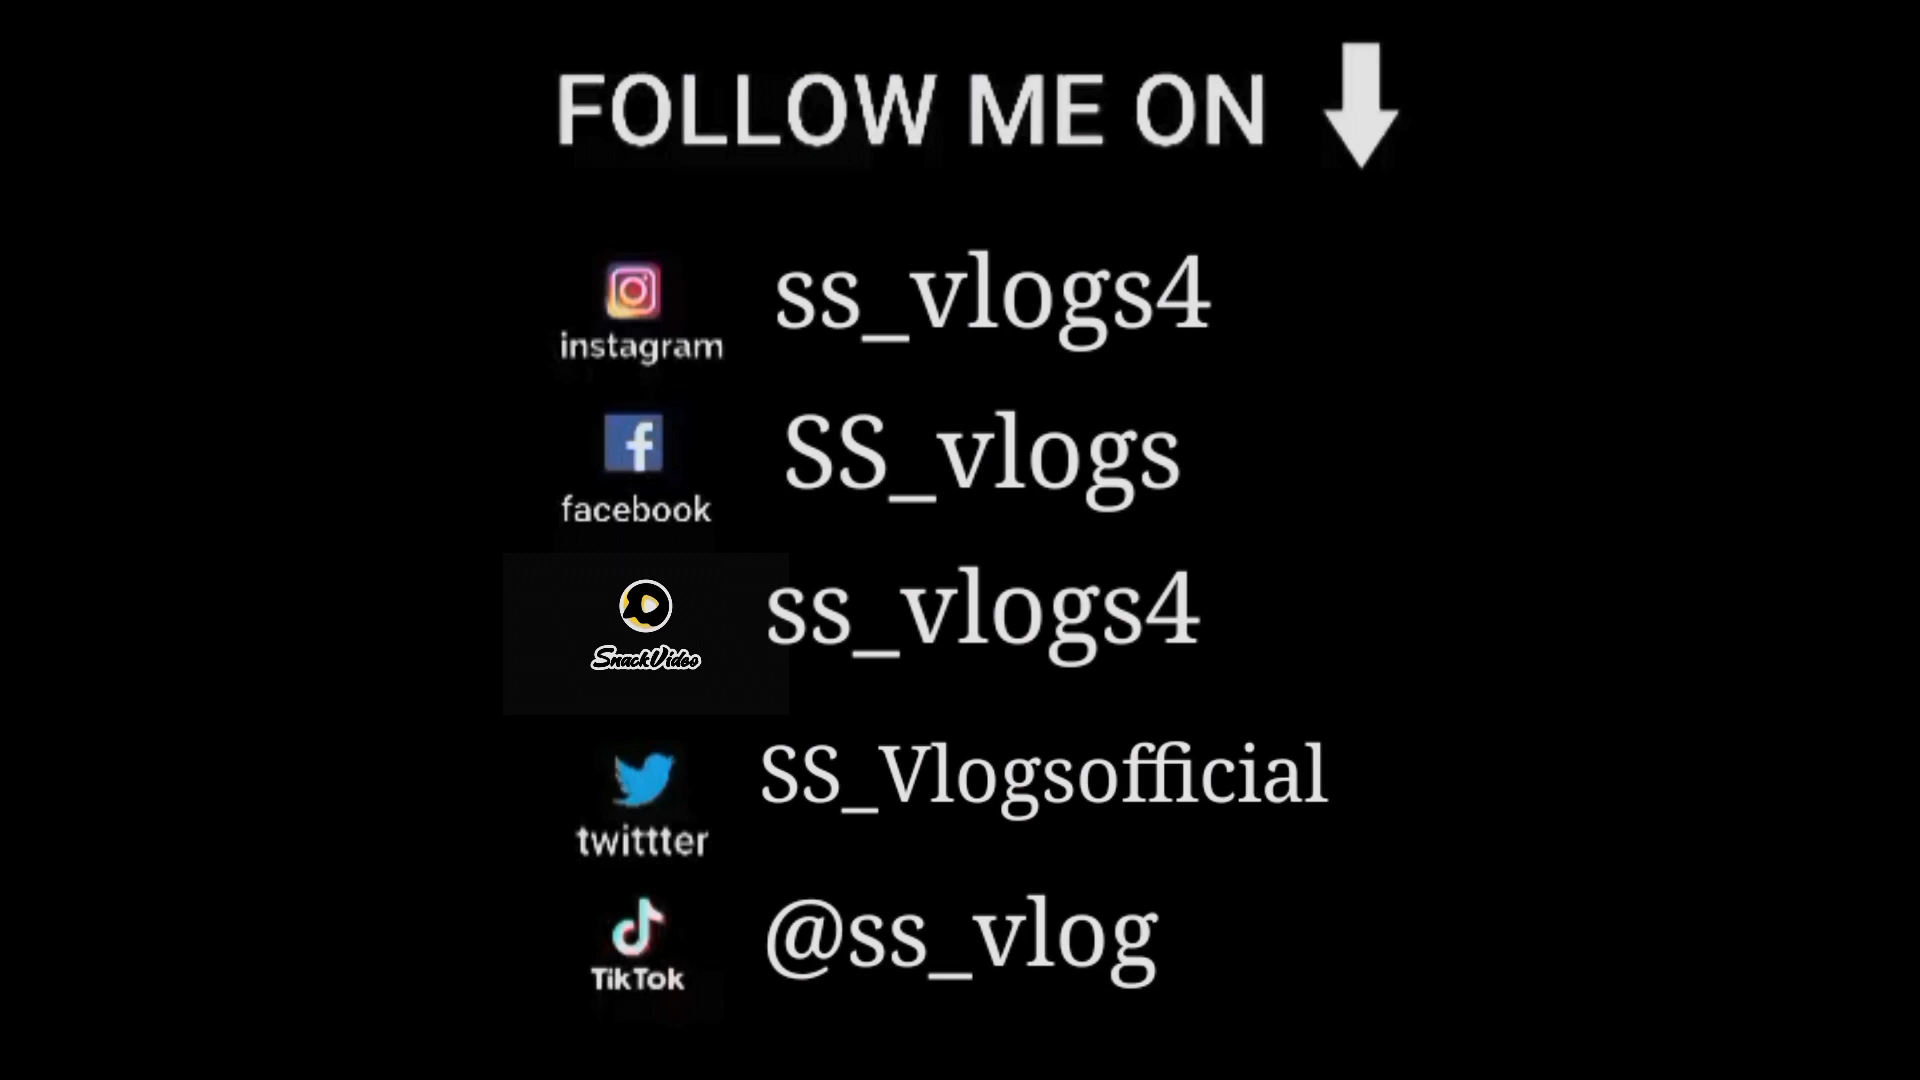 FOLLOW ME ON
ss_vlogs4
instagram
SS_vlogs
facebook
ss_vlogs4
SnackVideo
SS_Vlogsofficial
twittter
@ss_vlog
TikTok